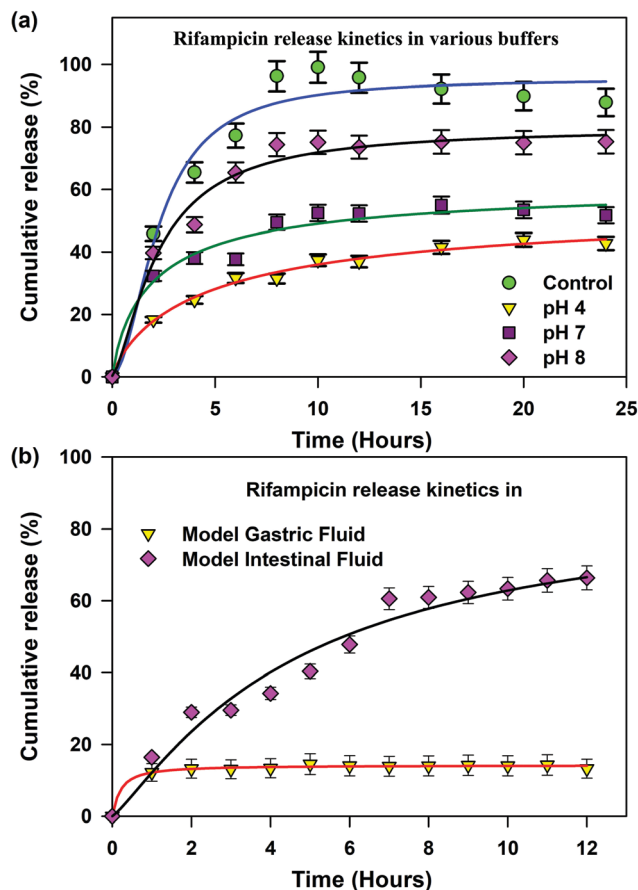 (a)
Rifampicin release kinetics in various buffers
Cumulative release (%)
100
80
60
40
20
0
Control
pH 4
pH 7
pH 8
0 5 10 15 20 25
Time (Hours)
(b)
Rifampicin release kinetics in
Model Gastric Fluid
Model Intestinal Fluid
Cumulative release (%)
100
80
60
40
20
0
0 2 4 6 8 10 12
Time (Hours)